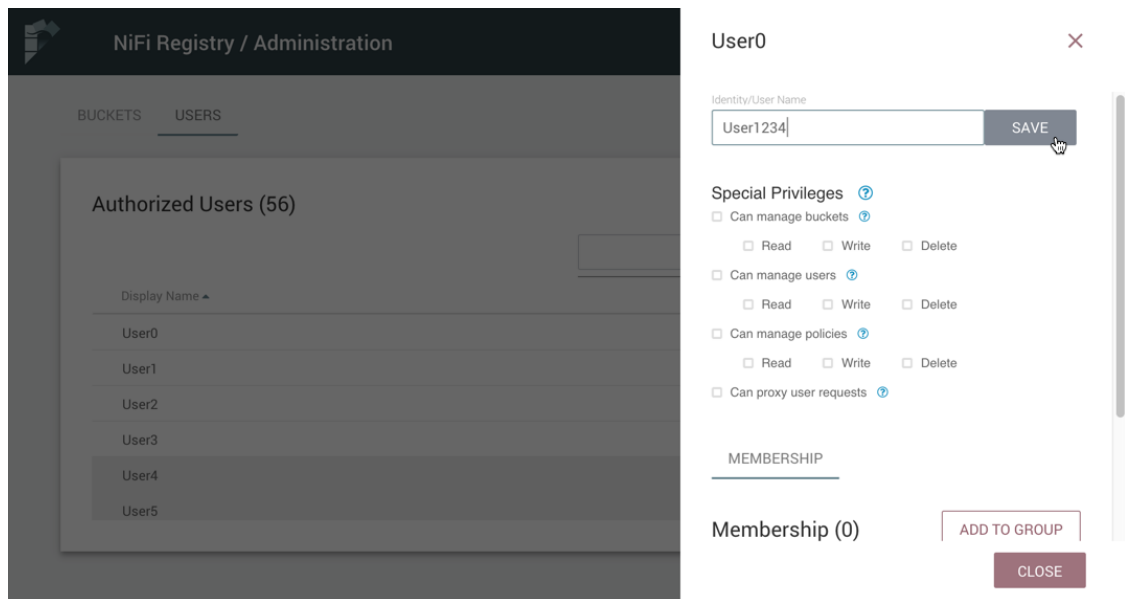 NiFi Registry / Administration
BUCKETS USERS
Authorized Users (56)
Display Name
User0
User1
User2
User3
User4
User5
User0
Identity/User Name
User1234
SAVE
Special Privileges
Can manage buckets
Read Write Delete
Can manage users
Read Write Delete
Can manage policies
Read Write Delete
Can proxy user requests
MEMBERSHIP
Membership (0)
ADD TO GROUP
CLOSE